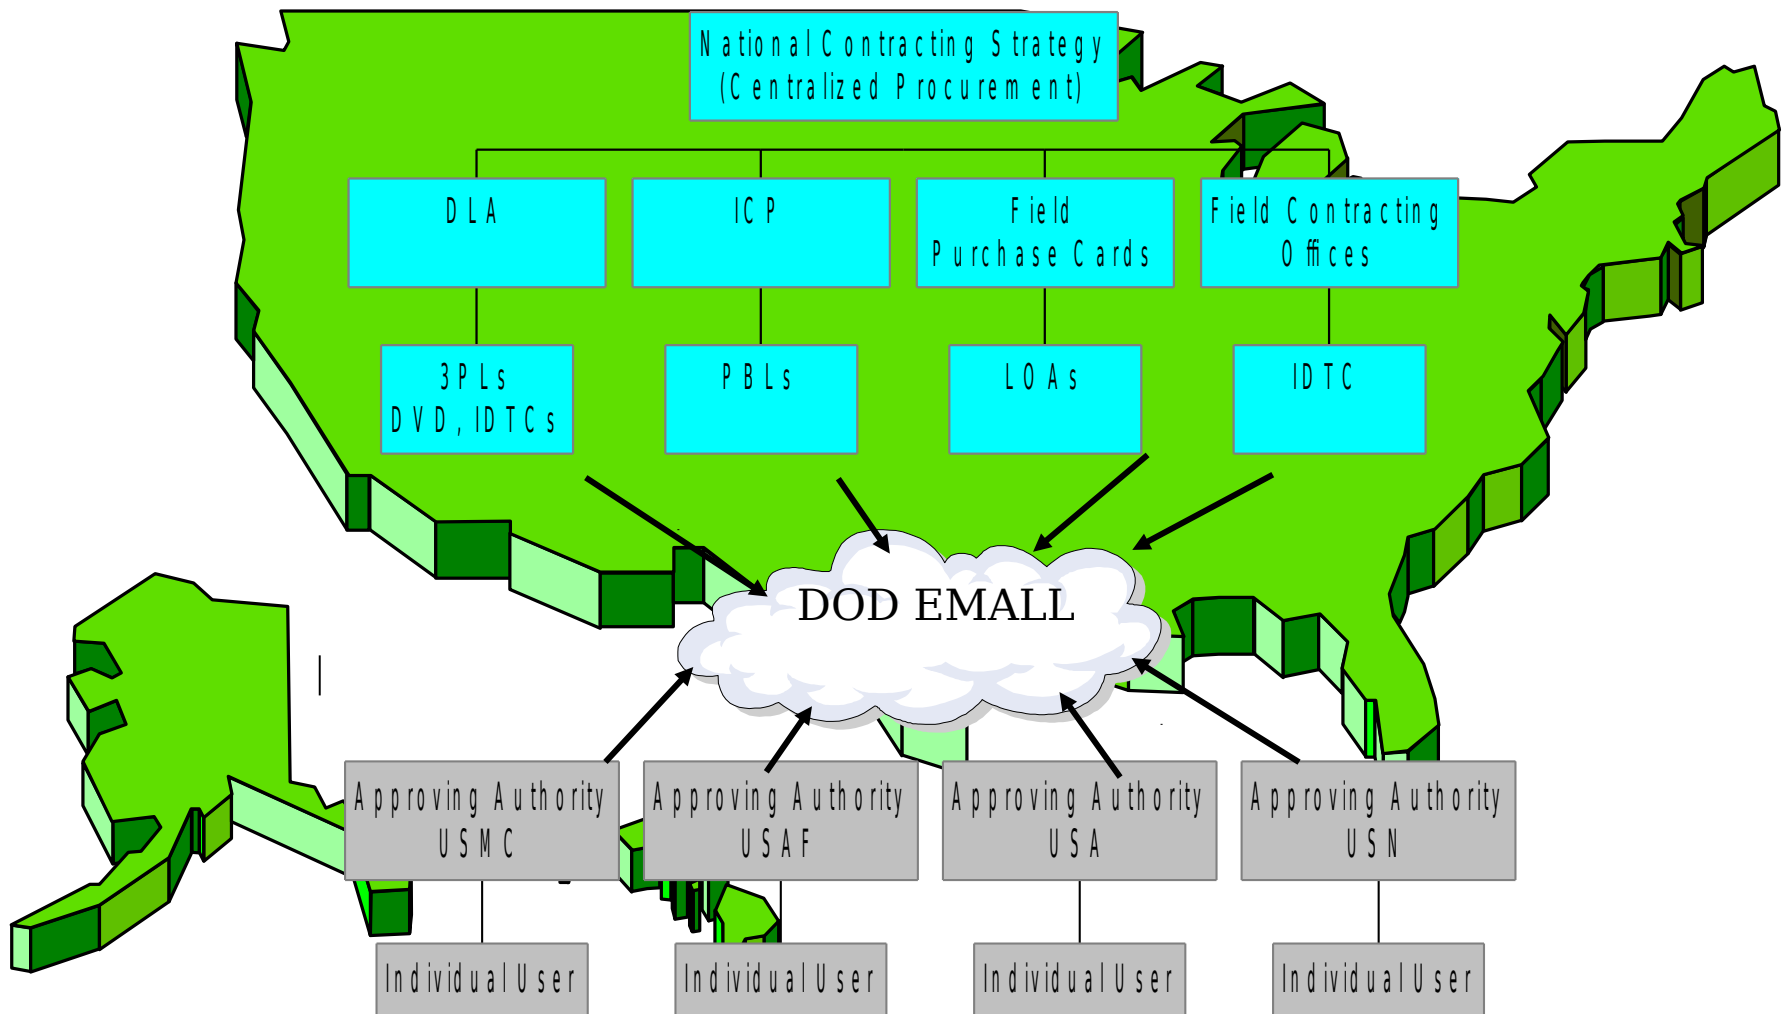 National Contracting Strategy
(Centralized Procurement)
DLA
ICP
Field
Purchase Cards
Field Contracting
Offices
3PLs
DVD, IDTCs
PBLs
LOAs
IDTC
DOD EMALL
Approving Authority
USMC
Approving Authority
USAF
Approving Authority
USA
Approving Authority
USN
Individual User
Individual User
Individual User
Individual User